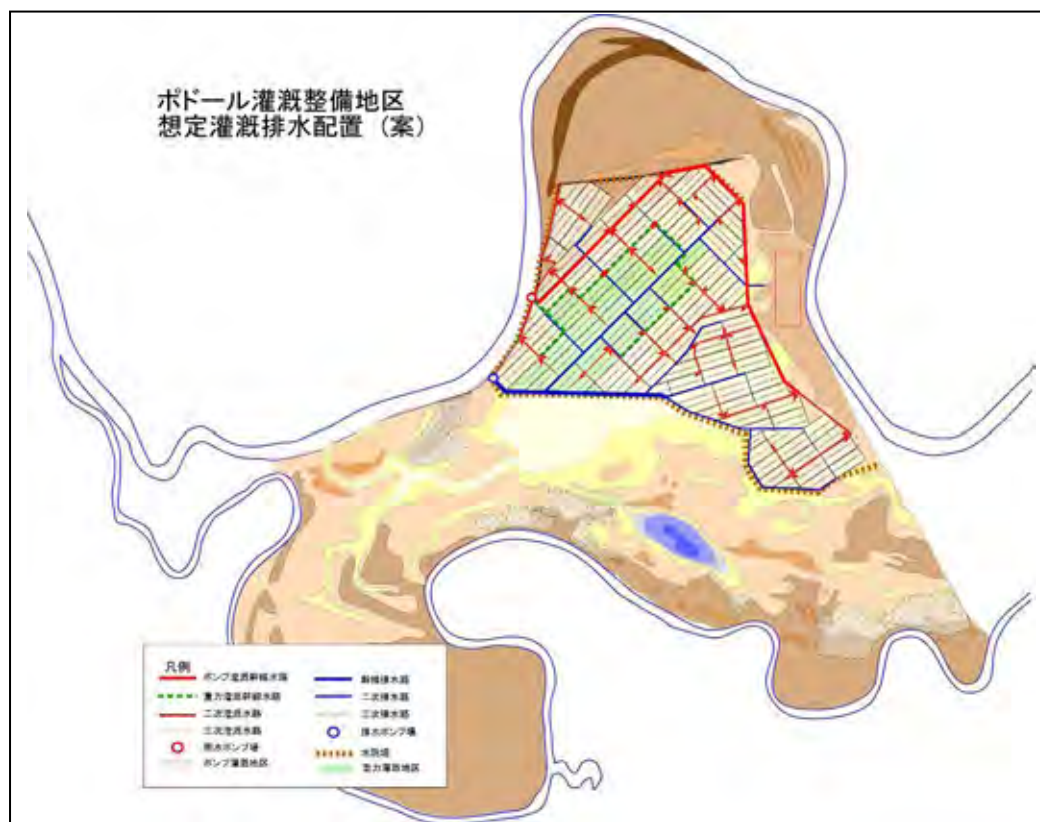 ポドール灌漑整備地区
想定灌漑排水配置（案）
凡例
ポンプ灌漑幹線水路
重力灌漑幹線水路
二次灌漑水路
三次灌漑水路
揚水ポンプ場
ポンプ灌漑地区
幹線排水路
二次排水路
三次排水路
排水ポンプ場
水防堤
重力灌漑地区